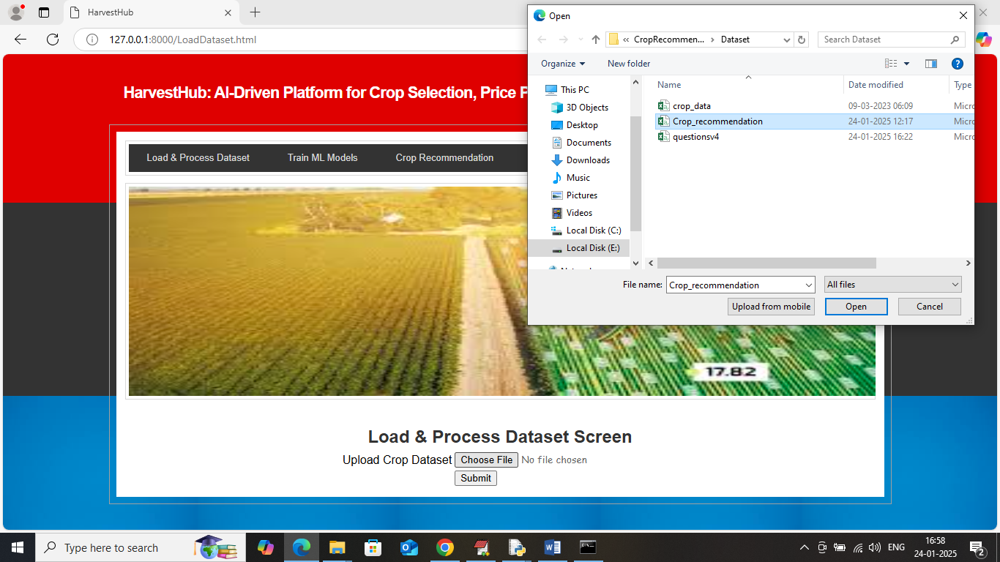 HarvestHub
127.0.0.1:8000/LoadDataset.html
HarvestHub: AI-Driven Platform for Crop Selection, Price P
Load & Process Dataset
Train ML Models
Crop Recommendation
17.82
Load & Process Dataset Screen
Upload Crop Dataset Choose File No file chosen
Submit
Open
« CropRecommen... › Dataset
Search Dataset
Organize
New folder
This PC
3D Objects
Desktop
Documents
Downloads
Music
Pictures
Videos
Local Disk (C:)
Local Disk (E:)
Name Date modified Type
crop_data 09-03-2023 06:09 Micro
Crop_recommendation 24-01-2025 12:17 Micro
questionsv4 24-01-2025 16:22 Micro
File name: Crop_recommendation All files
Upload from mobile Open Cancel
Type here to search
ENG
16:58
24-01-2025
2